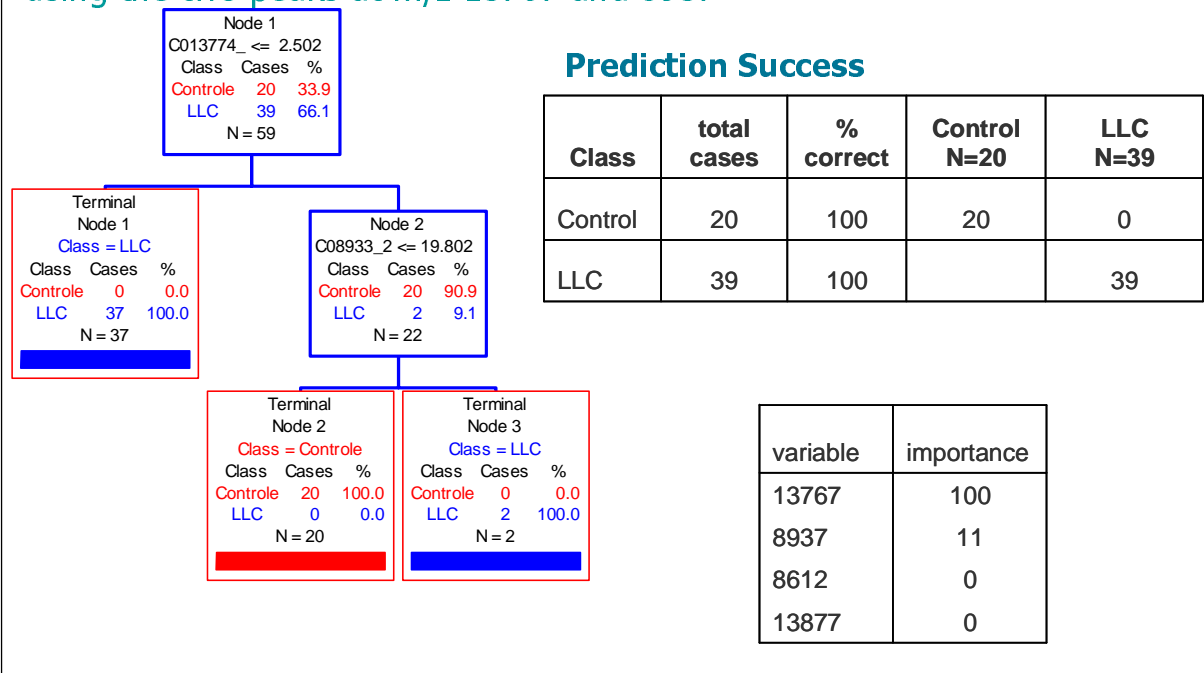 Node 1
C013774_ <= 2.502
Class Cases %
Controle 20 33.9
LLC 39 66.1
N = 59
Terminal
Node 1
Class = LLC
Class Cases %
Controle 0 0.0
LLC 37 100.0
N = 37
Node 2
C08933_2 <= 19.802
Class Cases %
Controle 20 90.9
LLC 2 9.1
N = 22
Terminal
Node 2
Class = Controle
Class Cases %
Controle 20 100.0
LLC 0 0.0
N = 20
Terminal
Node 3
Class = LLC
Class Cases %
Controle 0 0.0
LLC 2 100.0
N = 2
Prediction Success
Class total cases % correct Control N=20 LLC N=39
Control 20 100 20 0
LLC 39 100 39
variable importance
13767 100
8937 11
8612 0
13877 0